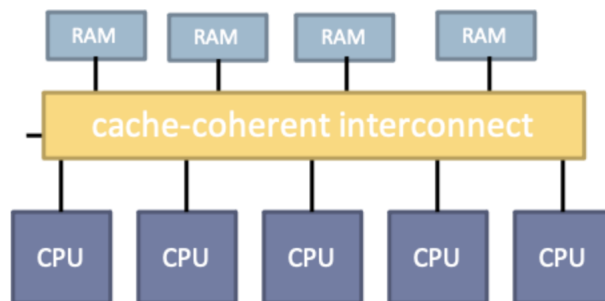 RAM
RAM
RAM
RAM
cache-coherent interconnect
CPU
CPU
CPU
CPU
CPU